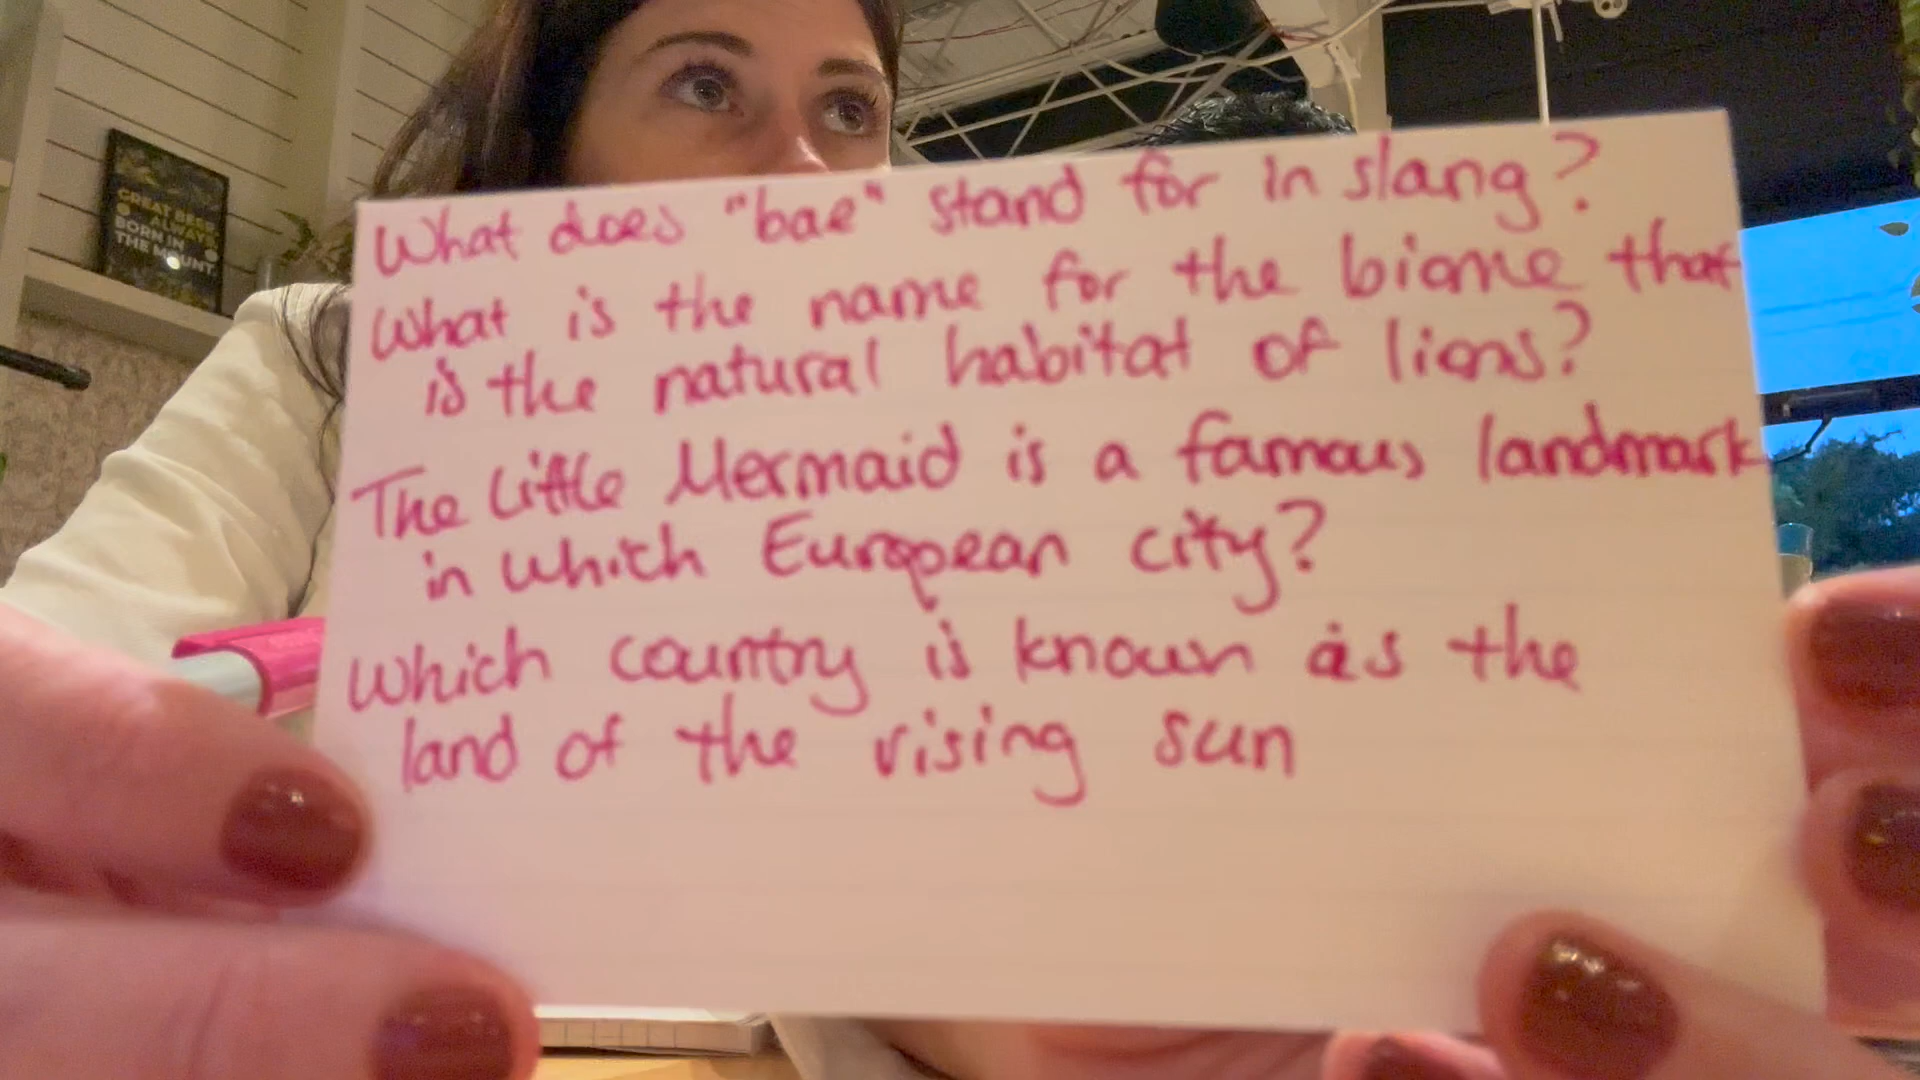 What does "bae" stand for in slang?
What is the name for the biome that
is the natural habitat of lions?
The Little Mermaid is a famous landmark
in which European city?
Which country is known as the
land of the rising sun
GREAT BEER
ALWAYS
BORN IN
THE MOUNT.